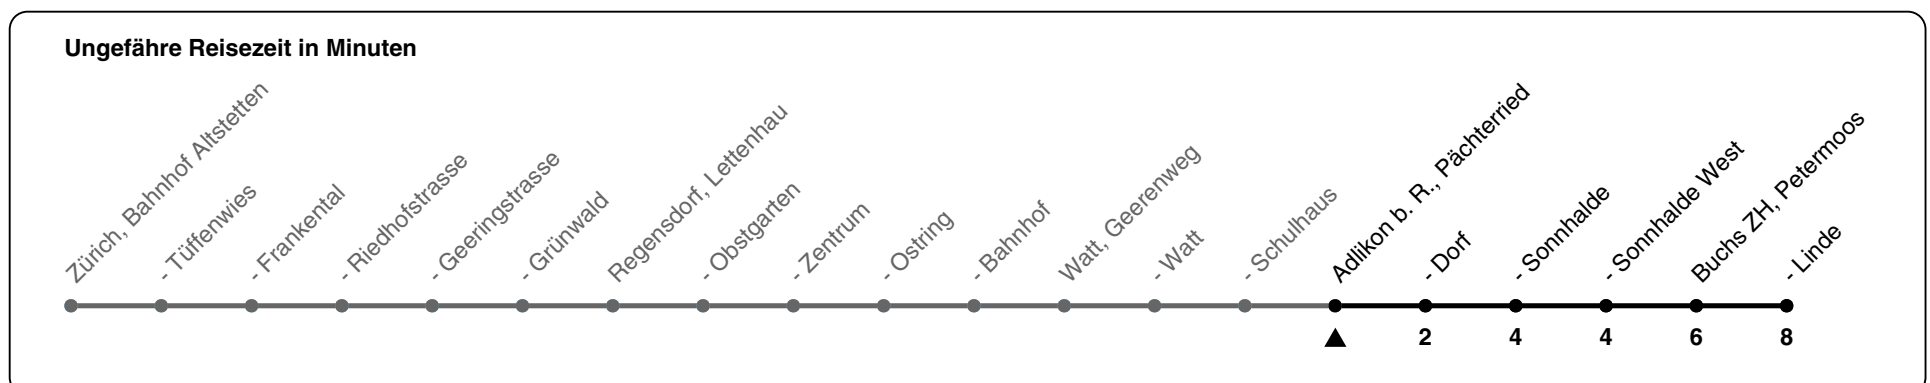 Ungefähre Reisezeit in Minuten
Zürich, Bahnhof Altstetten
- Tüffenwies
- Frankental
- Riedhofstrasse
- Geeringstrasse
- Grünwald
Regensdorf, Lettenhau
- Obstgarten
- Zentrum
- Ostring
- Bahnhof
Watt, Geerenweg
- Watt
- Schulhaus
Adlikon b. R., Pächterried
- Dorf
- Sonnhalde
- Sonnhalde West
Buchs ZH, Petermoos
- Linde
2 4 4 6 8